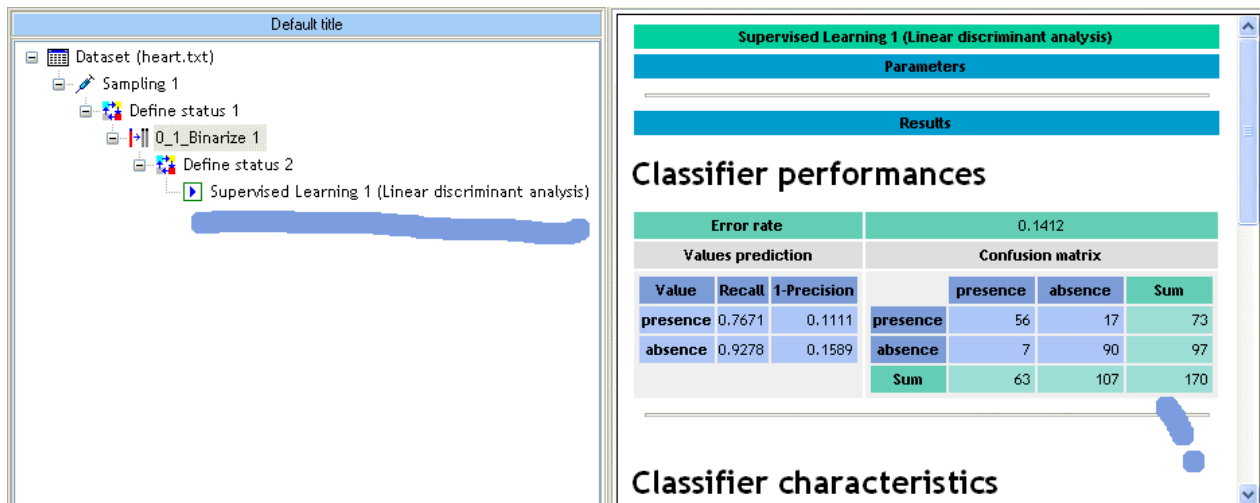 Default title
Dataset (heart.txt)
Sampling 1
Define status 1
0_1_Binarize 1
Define status 2
Supervised Learning 1 (Linear discriminant analysis)
Supervised Learning 1 (Linear discriminant analysis)
Parameters
Results
Classifier performances
Error rate 0.1412
Values prediction Confusion matrix
Value Recall 1-Precision presence absence Sum
presence 0.7671 0.1111 presence 56 17 73
absence 0.9278 0.1589 absence 7 90 97
Sum 63 107 170
Classifier characteristics